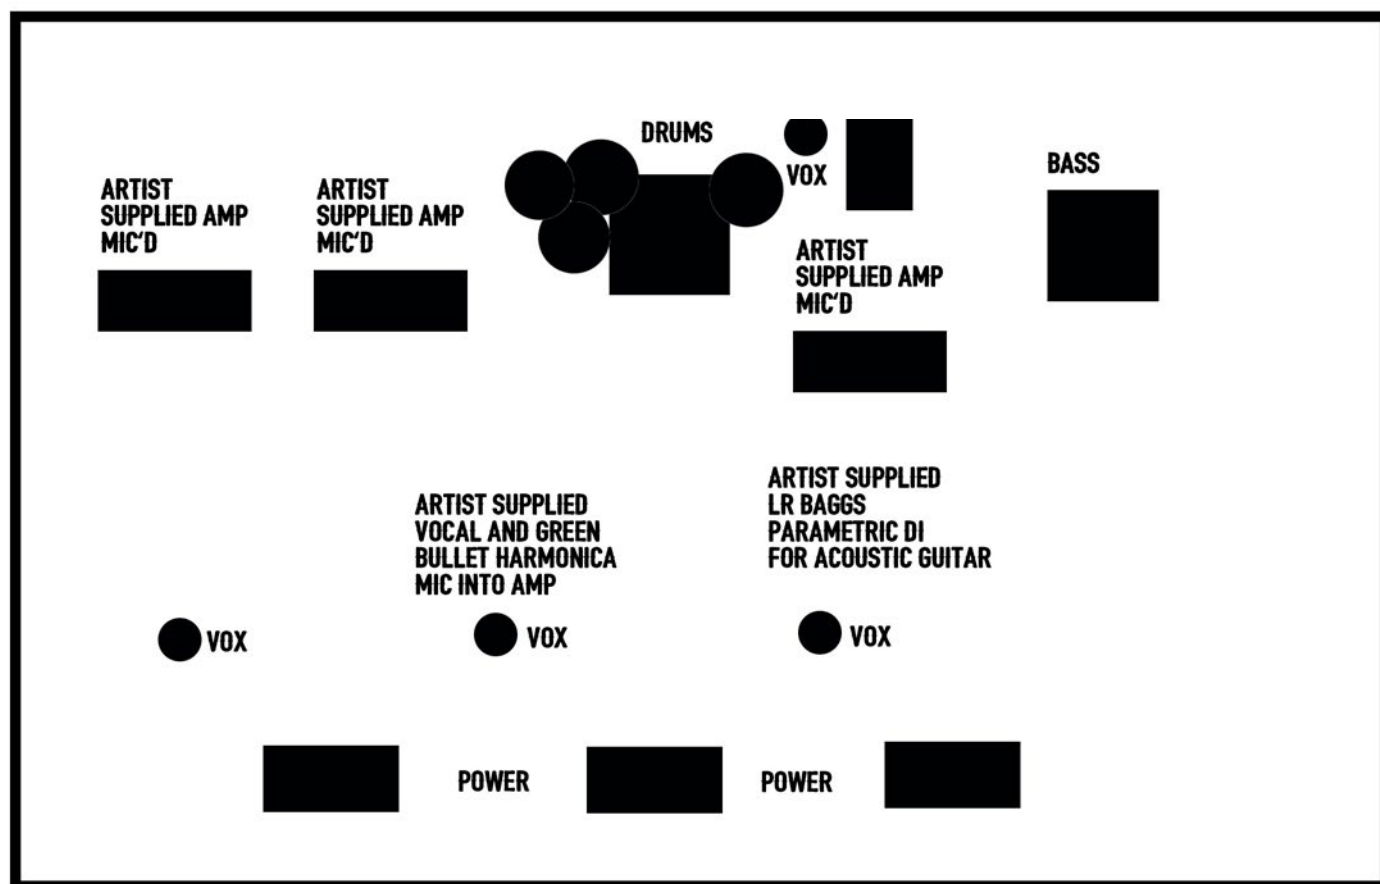 DRUMS
VOX
BASS
ARTIST
SUPPLIED AMP
MIC'D
ARTIST
SUPPLIED AMP
MIC'D
ARTIST
SUPPLIED AMP
MIC'D
ARTIST SUPPLIED
VOCAL AND GREEN
BULLET HARMONICA
MIC INTO AMP
ARTIST SUPPLIED
LR BAGGS
PARAMETRIC DI
FOR ACOUSTIC GUITAR
VOX
VOX
VOX
POWER
POWER